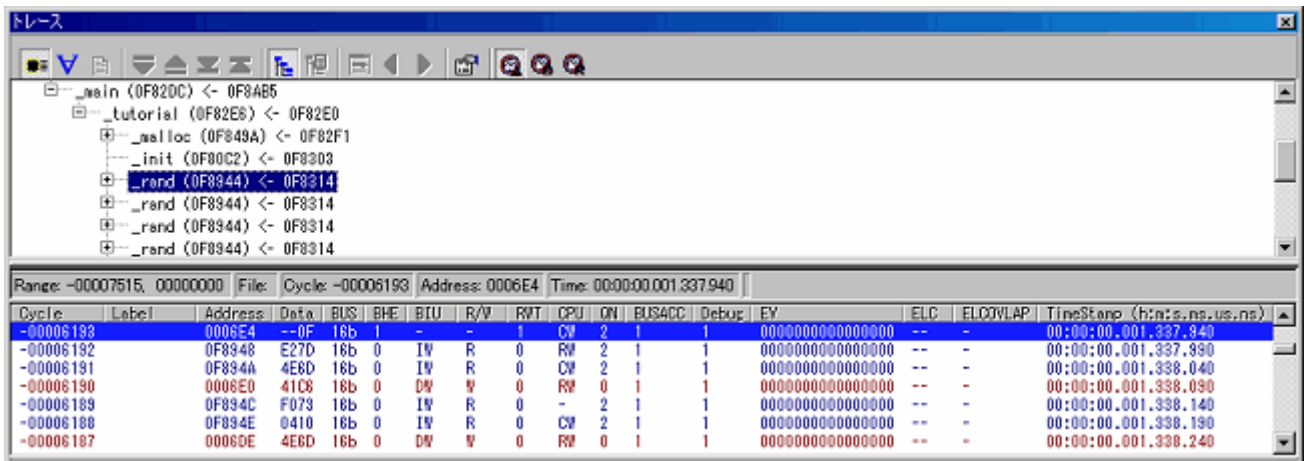 トレース
_main (0F82DC) <- 0F8AB5
_tutorial (0F82E6) <- 0F82E0
_malloc (0F849A) <- 0F82F1
_init (0F80C2) <- 0F8303
_rand (0F8944) <- 0F8314
_rand (0F8944) <- 0F8314
_rand (0F8944) <- 0F8314
_rand (0F8944) <- 0F8314
Range: -00007515, 00000000 File: Cycle: -00006193 Address: 0006E4 Time: 00:00:00.001.337.940
Cycle Label Address Data BUS BHE BIU R/W RWT CPU QN BUSACC Debug EV ELC ELCOVLAP TimeStamp (h:m:s.ms.us.ns)
-00006193 0006E4 --0F 16b 1 - - 1 CW 2 1 1 0000000000000000 -- - 00:00:00.001.337.940
-00006192 0F8948 E27D 16b 0 IW R 0 RW 2 1 1 0000000000000000 -- - 00:00:00.001.337.990
-00006191 0F894A 4E6D 16b 0 IW R 0 CW 2 1 1 0000000000000000 -- - 00:00:00.001.338.040
-00006190 0006E0 41C6 16b 0 DW W 0 RW 0 1 1 0000000000000000 -- - 00:00:00.001.338.090
-00006189 0F894C F073 16b 0 IW R 0 - 2 1 1 0000000000000000 -- - 00:00:00.001.338.140
-00006188 0F894E 0410 16b 0 IW R 0 CW 2 1 1 0000000000000000 -- - 00:00:00.001.338.190
-00006187 0006DE 4E6D 16b 0 DW W 0 RW 0 1 1 0000000000000000 -- - 00:00:00.001.338.240